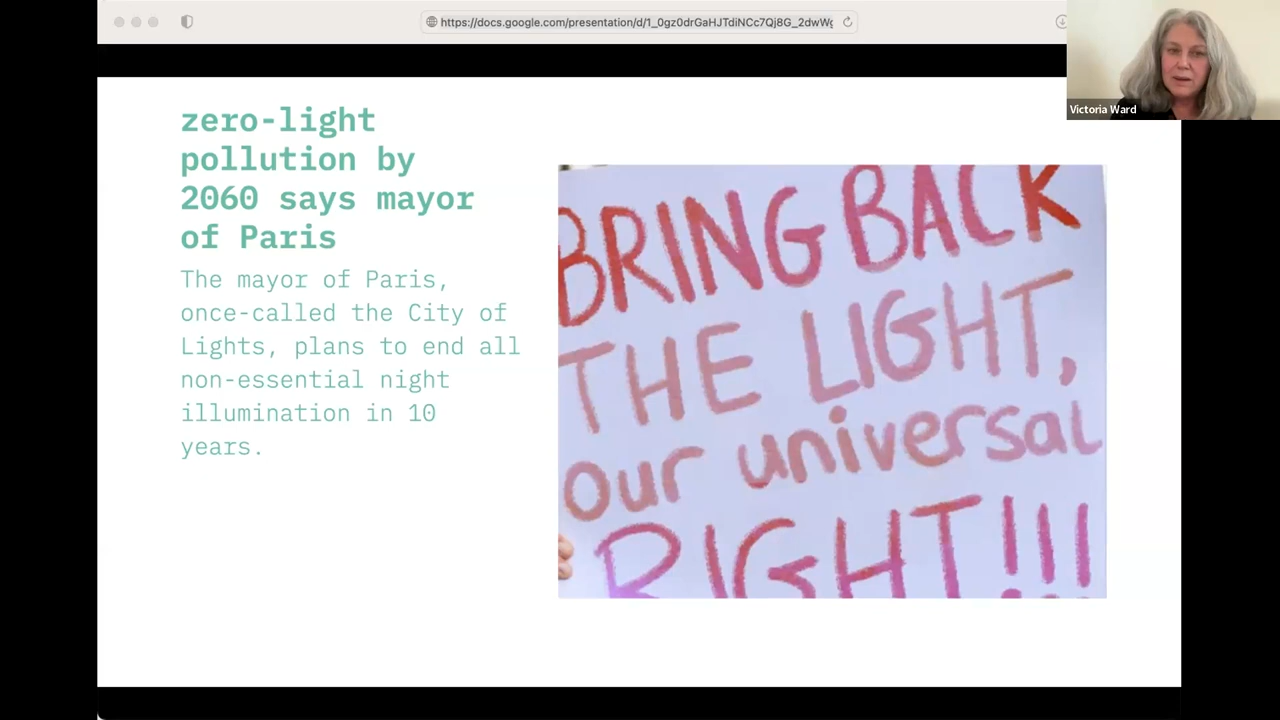 https://docs.google.com/presentation/d/1_0gz0drGaHJTdiNCc7Qj8G_2dwWg
Victoria Ward
zero-light
pollution by
2060 says mayor
of Paris
The mayor of Paris,
once-called the City of
Lights, plans to end all
non-essential night
illumination in 10
years.
BRING BACK
THE LIGHT,
our universal
RIGHT!!!